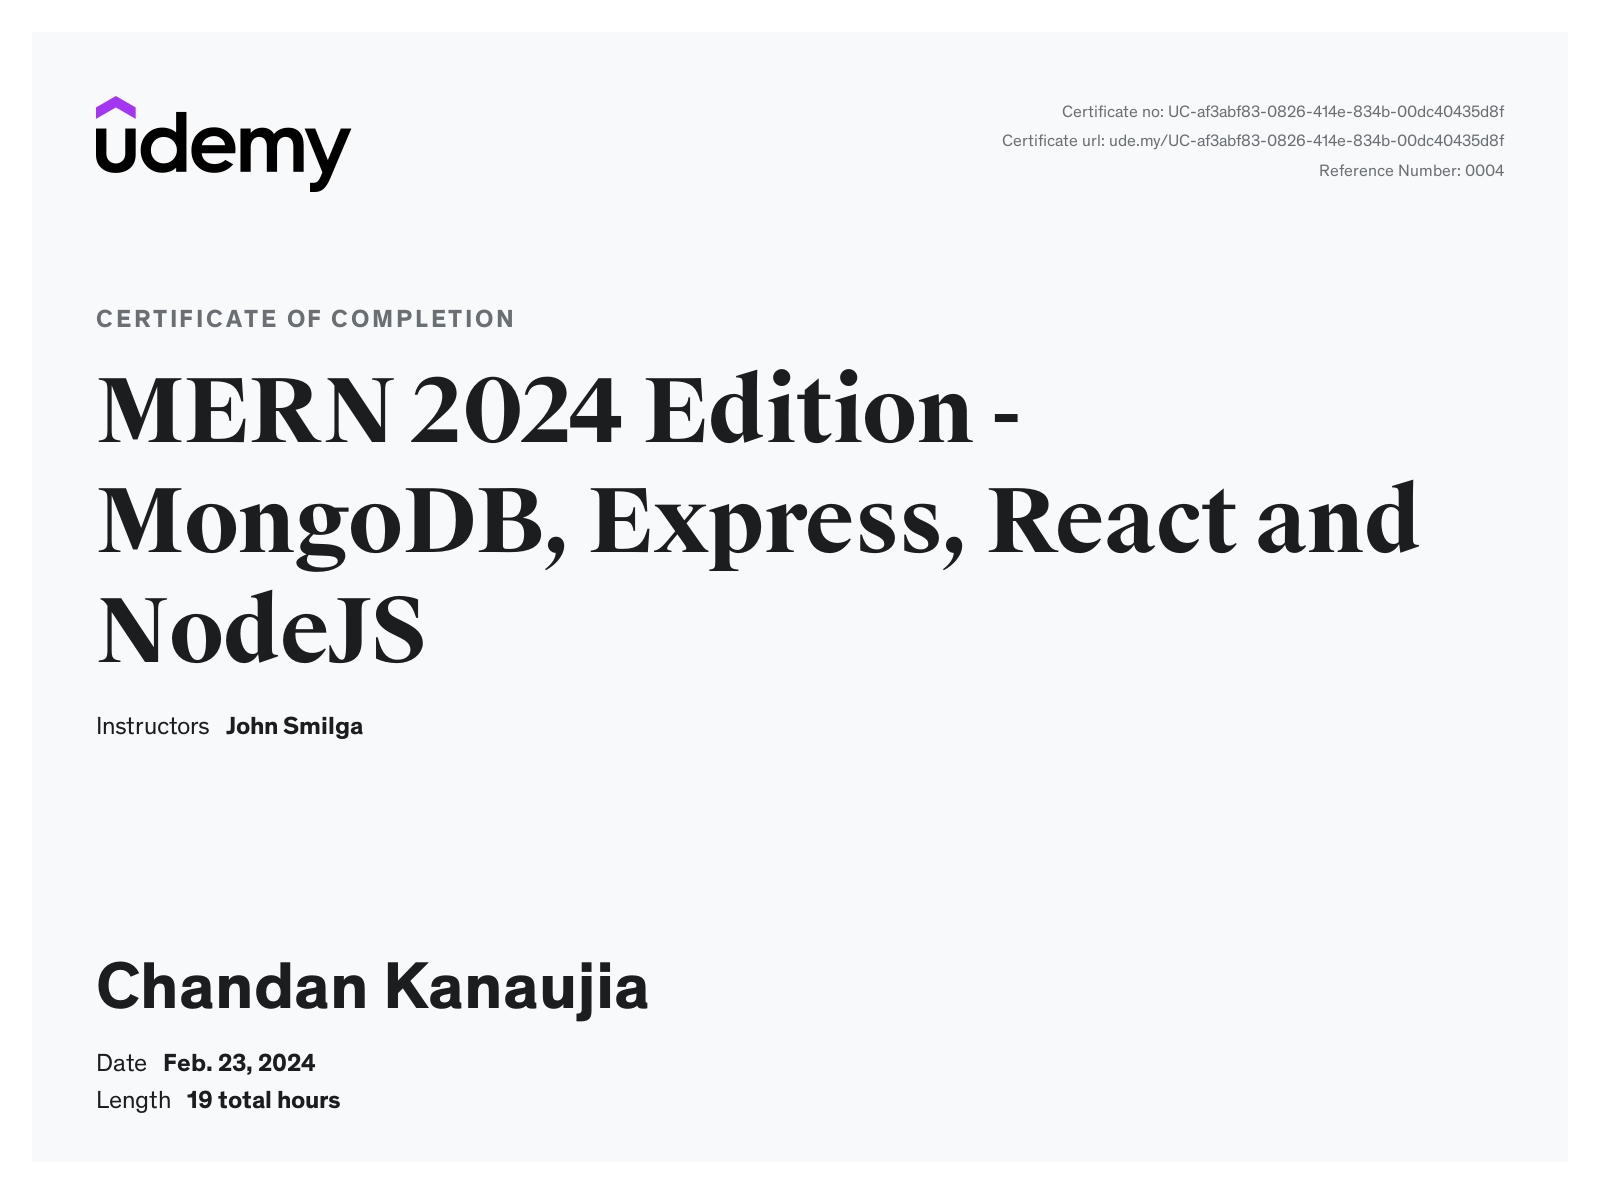 udemy
Certificate no: UC-af3abf83-0826-414e-834b-00dc40435d8f
Certificate url: ude.my/UC-af3abf83-0826-414e-834b-00dc40435d8f
Reference Number: 0004
CERTIFICATE OF COMPLETION
MERN 2024 Edition -
MongoDB, Express, React and
NodeJS
Instructors John Smilga
Chandan Kanaujia
Date Feb. 23, 2024
Length 19 total hours